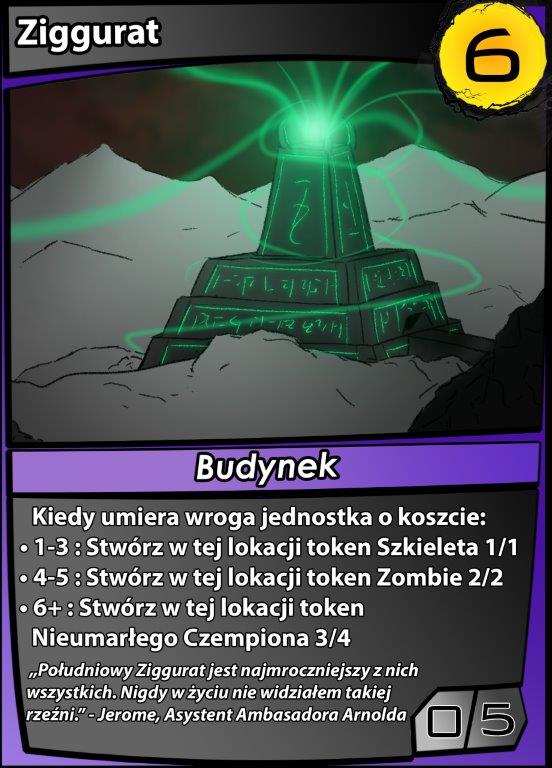 Ziggurat
6
Budynek
Kiedy umiera wroga jednostka o koszcie:
• 1-3 : Stwórz w tej lokacji token Szkieleta 1/1
• 4-5 : Stwórz w tej lokacji token Zombie 2/2
• 6+ : Stwórz w tej lokacji token
Nieumarłego Czempiona 3/4
„Południowy Ziggurat jest najmroczniejszy z nich
wszystkich. Nigdy w życiu nie widziałem takiej
rzeźni.” - Jerome, Asystent Ambasadora Arnolda
0/5